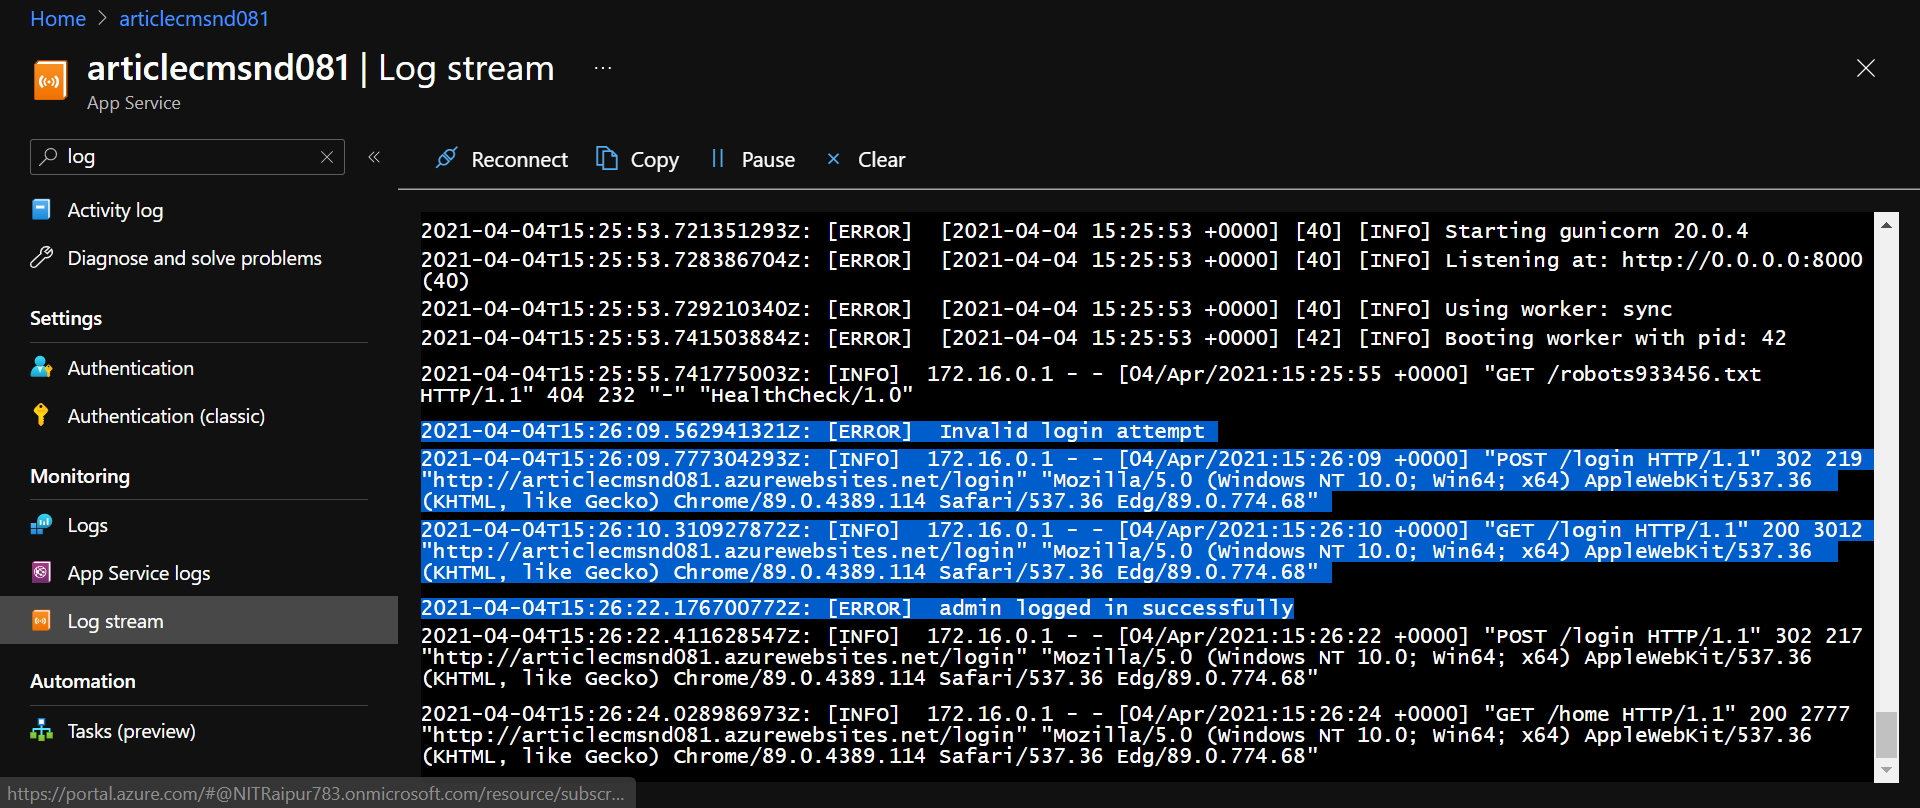 Home > articlecmsnd081
articlecmsnd081 | Log stream ...
App Service
log
Reconnect Copy Pause Clear
Activity log
Diagnose and solve problems
Settings
Authentication
Authentication (classic)
Monitoring
Logs
App Service logs
Log stream
Automation
Tasks (preview)
2021-04-04T15:25:53.721351293Z: [ERROR]  [2021-04-04 15:25:53 +0000] [40] [INFO] Starting gunicorn 20.0.4
2021-04-04T15:25:53.728386704Z: [ERROR]  [2021-04-04 15:25:53 +0000] [40] [INFO] Listening at: http://0.0.0.0:8000
(40)
2021-04-04T15:25:53.729210340Z: [ERROR]  [2021-04-04 15:25:53 +0000] [40] [INFO] Using worker: sync
2021-04-04T15:25:53.741503884Z: [ERROR]  [2021-04-04 15:25:53 +0000] [42] [INFO] Booting worker with pid: 42
2021-04-04T15:25:55.741775003Z: [INFO]  172.16.0.1 - - [04/Apr/2021:15:25:55 +0000] "GET /robots933456.txt
HTTP/1.1" 404 232 "-" "HealthCheck/1.0"
2021-04-04T15:26:09.562941321Z: [ERROR]  Invalid login attempt
2021-04-04T15:26:09.777304293Z: [INFO]  172.16.0.1 - - [04/Apr/2021:15:26:09 +0000] "POST /login HTTP/1.1" 302 219
"http://articlecmsnd081.azurewebsites.net/login" "Mozilla/5.0 (Windows NT 10.0; Win64; x64) AppleWebKit/537.36
(KHTML, like Gecko) Chrome/89.0.4389.114 Safari/537.36 Edg/89.0.774.68"
2021-04-04T15:26:10.310927872Z: [INFO]  172.16.0.1 - - [04/Apr/2021:15:26:10 +0000] "GET /login HTTP/1.1" 200 3012
"http://articlecmsnd081.azurewebsites.net/login" "Mozilla/5.0 (Windows NT 10.0; Win64; x64) AppleWebKit/537.36
(KHTML, like Gecko) Chrome/89.0.4389.114 Safari/537.36 Edg/89.0.774.68"
2021-04-04T15:26:22.176700772Z: [ERROR]  admin logged in successfully
2021-04-04T15:26:22.411628547Z: [INFO]  172.16.0.1 - - [04/Apr/2021:15:26:22 +0000] "POST /login HTTP/1.1" 302 217
"http://articlecmsnd081.azurewebsites.net/login" "Mozilla/5.0 (Windows NT 10.0; Win64; x64) AppleWebKit/537.36
(KHTML, like Gecko) Chrome/89.0.4389.114 Safari/537.36 Edg/89.0.774.68"
2021-04-04T15:26:24.028986973Z: [INFO]  172.16.0.1 - - [04/Apr/2021:15:26:24 +0000] "GET /home HTTP/1.1" 200 2777
"http://articlecmsnd081.azurewebsites.net/login" "Mozilla/5.0 (Windows NT 10.0; Win64; x64) AppleWebKit/537.36
(KHTML, like Gecko) Chrome/89.0.4389.114 Safari/537.36 Edg/89.0.774.68"
https://portal.azure.com/#@NITRaipur783.onmicrosoft.com/resource/subscr...